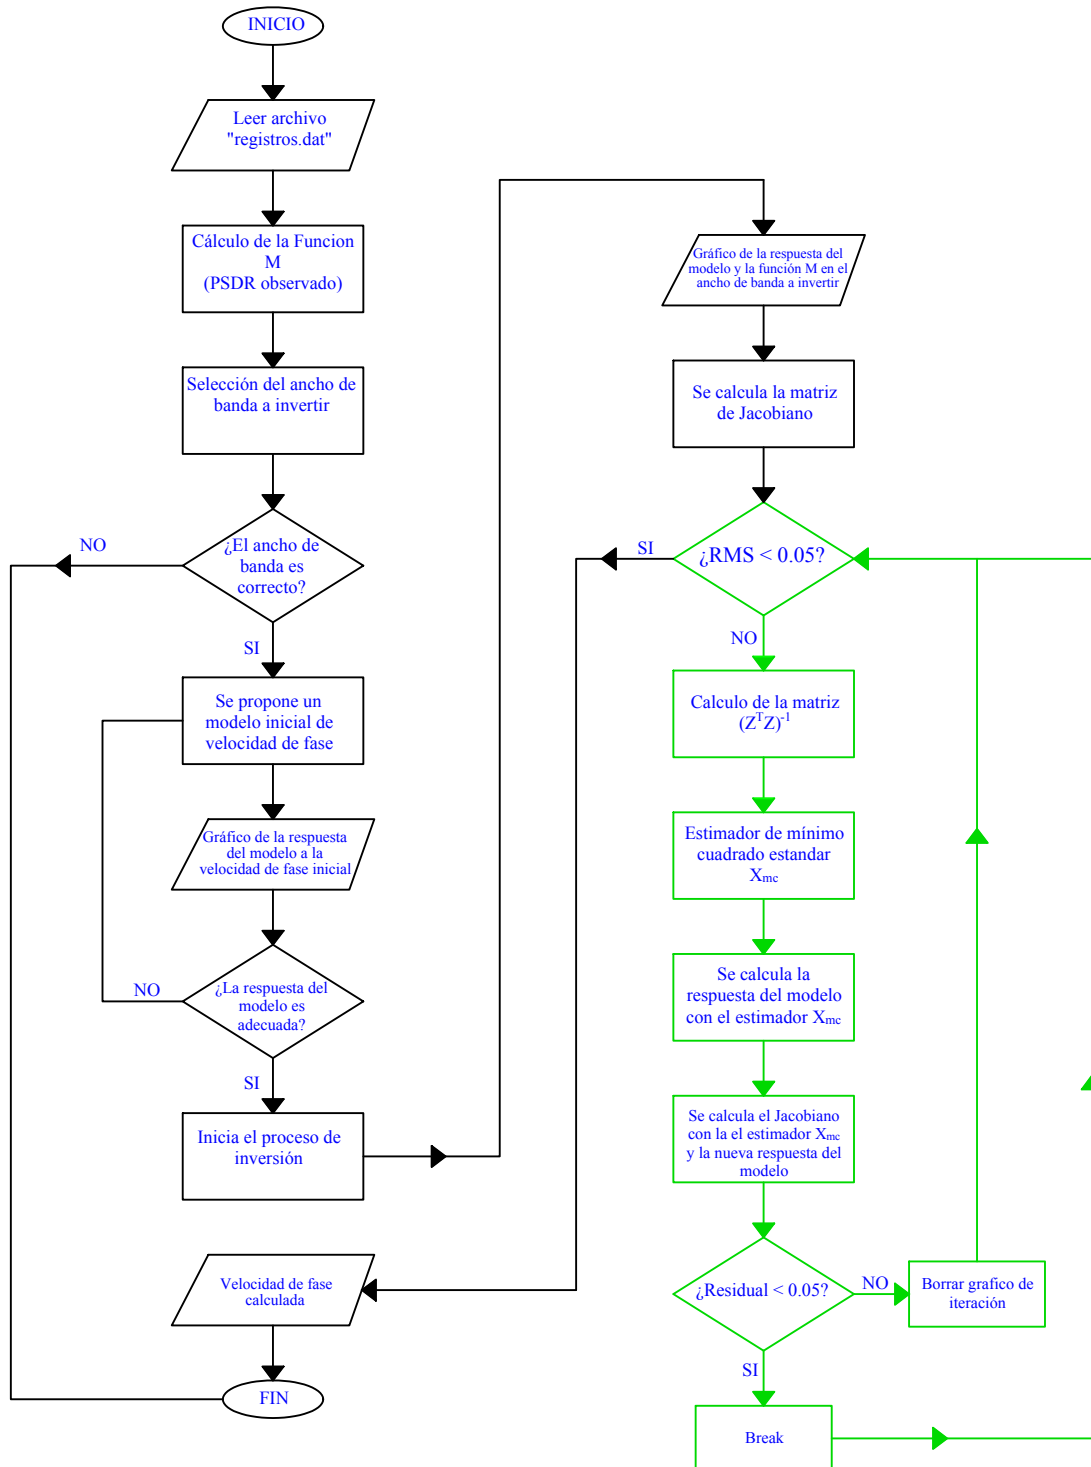 INICIO
Leer archivo
"registros.dat"
Cálculo de la Funcion
M
(PSDR observado)
Selección del ancho de
banda a invertir
¿El ancho de
banda es
correcto?
NO
SI
Se propone un
modelo inicial de
velocidad de fase
Gráfico de la respuesta
del modelo a la
velocidad de fase inicial
¿La respuesta del
modelo es
adecuada?
NO
SI
Inicia el proceso de
inversión
Gráfico de la respuesta del
modelo y la función M en el
ancho de banda a invertir
Se calcula la matriz
de Jacobiano
¿RMS < 0.05?
SI
NO
Calculo de la matriz
(ZᵀZ)⁻¹
Estimador de mínimo
cuadrado estandar
Xmc
Se calcula la
respuesta del modelo
con el estimador Xmc
Se calcula el Jacobiano
con la el estimador Xmc
y la nueva respuesta del
modelo
¿Residual < 0.05?
NO
Borrar grafico de
iteración
SI
Break
Velocidad de fase
calculada
FIN